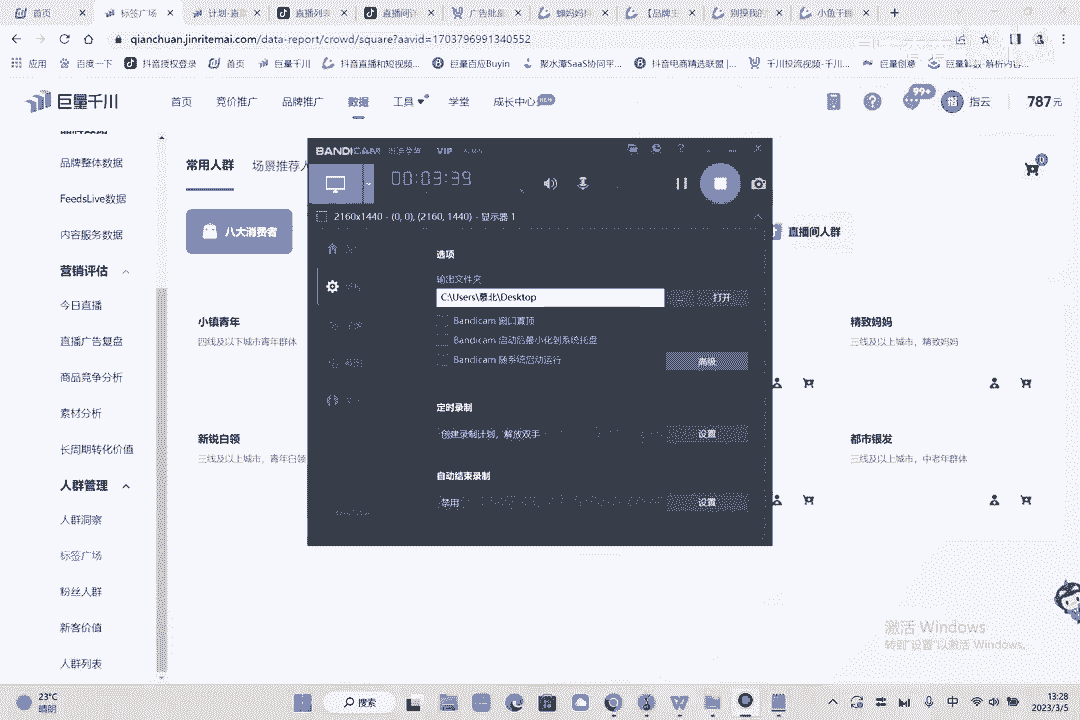 首页
标签广场
计划-直
直播列表
直播间详
广告批量
蝉妈妈抖
【品牌主
别摸我的
小鱼干商
qianchuan.jinritemai.com/data-report/crowd/square?aavid=1703796991340552
应用
百度一下
抖音授权登录
首页
巨量千川
抖音直播和短视频...
巨量百应Buyin
聚水潭SaaS协同平...
抖音电商精选联盟 |...
千川投流视频-千川...
巨量创意
巨量千川
首页
竞价推广
品牌推广
数据
工具
学堂
成长中心
NEW
99+
指
指云
787元
品牌数据
品牌整体数据
FeedsLive数据
内容服务数据
营销评估
今日直播
直播广告复盘
商品竞争分析
素材分析
长周期转化价值
人群管理
人群洞察
标签广场
粉丝人群
新客价值
人群列表
常用人群
场景推荐人
0
八大消费者
直播间人群
小镇青年
四线及以下城市青年群体
精致妈妈
三线及以上城市，精致妈妈
新锐白领
三线及以上城市，青年白领
都市银发
三线及以上城市，中老年群体
BANDICAM
VIP
00:03:39
2160x1440 - (0, 0), (2160, 1440) - 显示器 1
选项
输出文件夹
C:\Users\慕北\Desktop
...
打开
Bandicam 窗口置顶
Bandicam 启动后最小化到系统托盘
Bandicam 随系统启动运行
高级
定时录制
创建录制计划，解放双手
设置
自动结束录制
禁用
设置
激活 Windows
转到"设置"以激活 Windows。
23°C
晴朗
搜索
中
13:28
2023/3/5